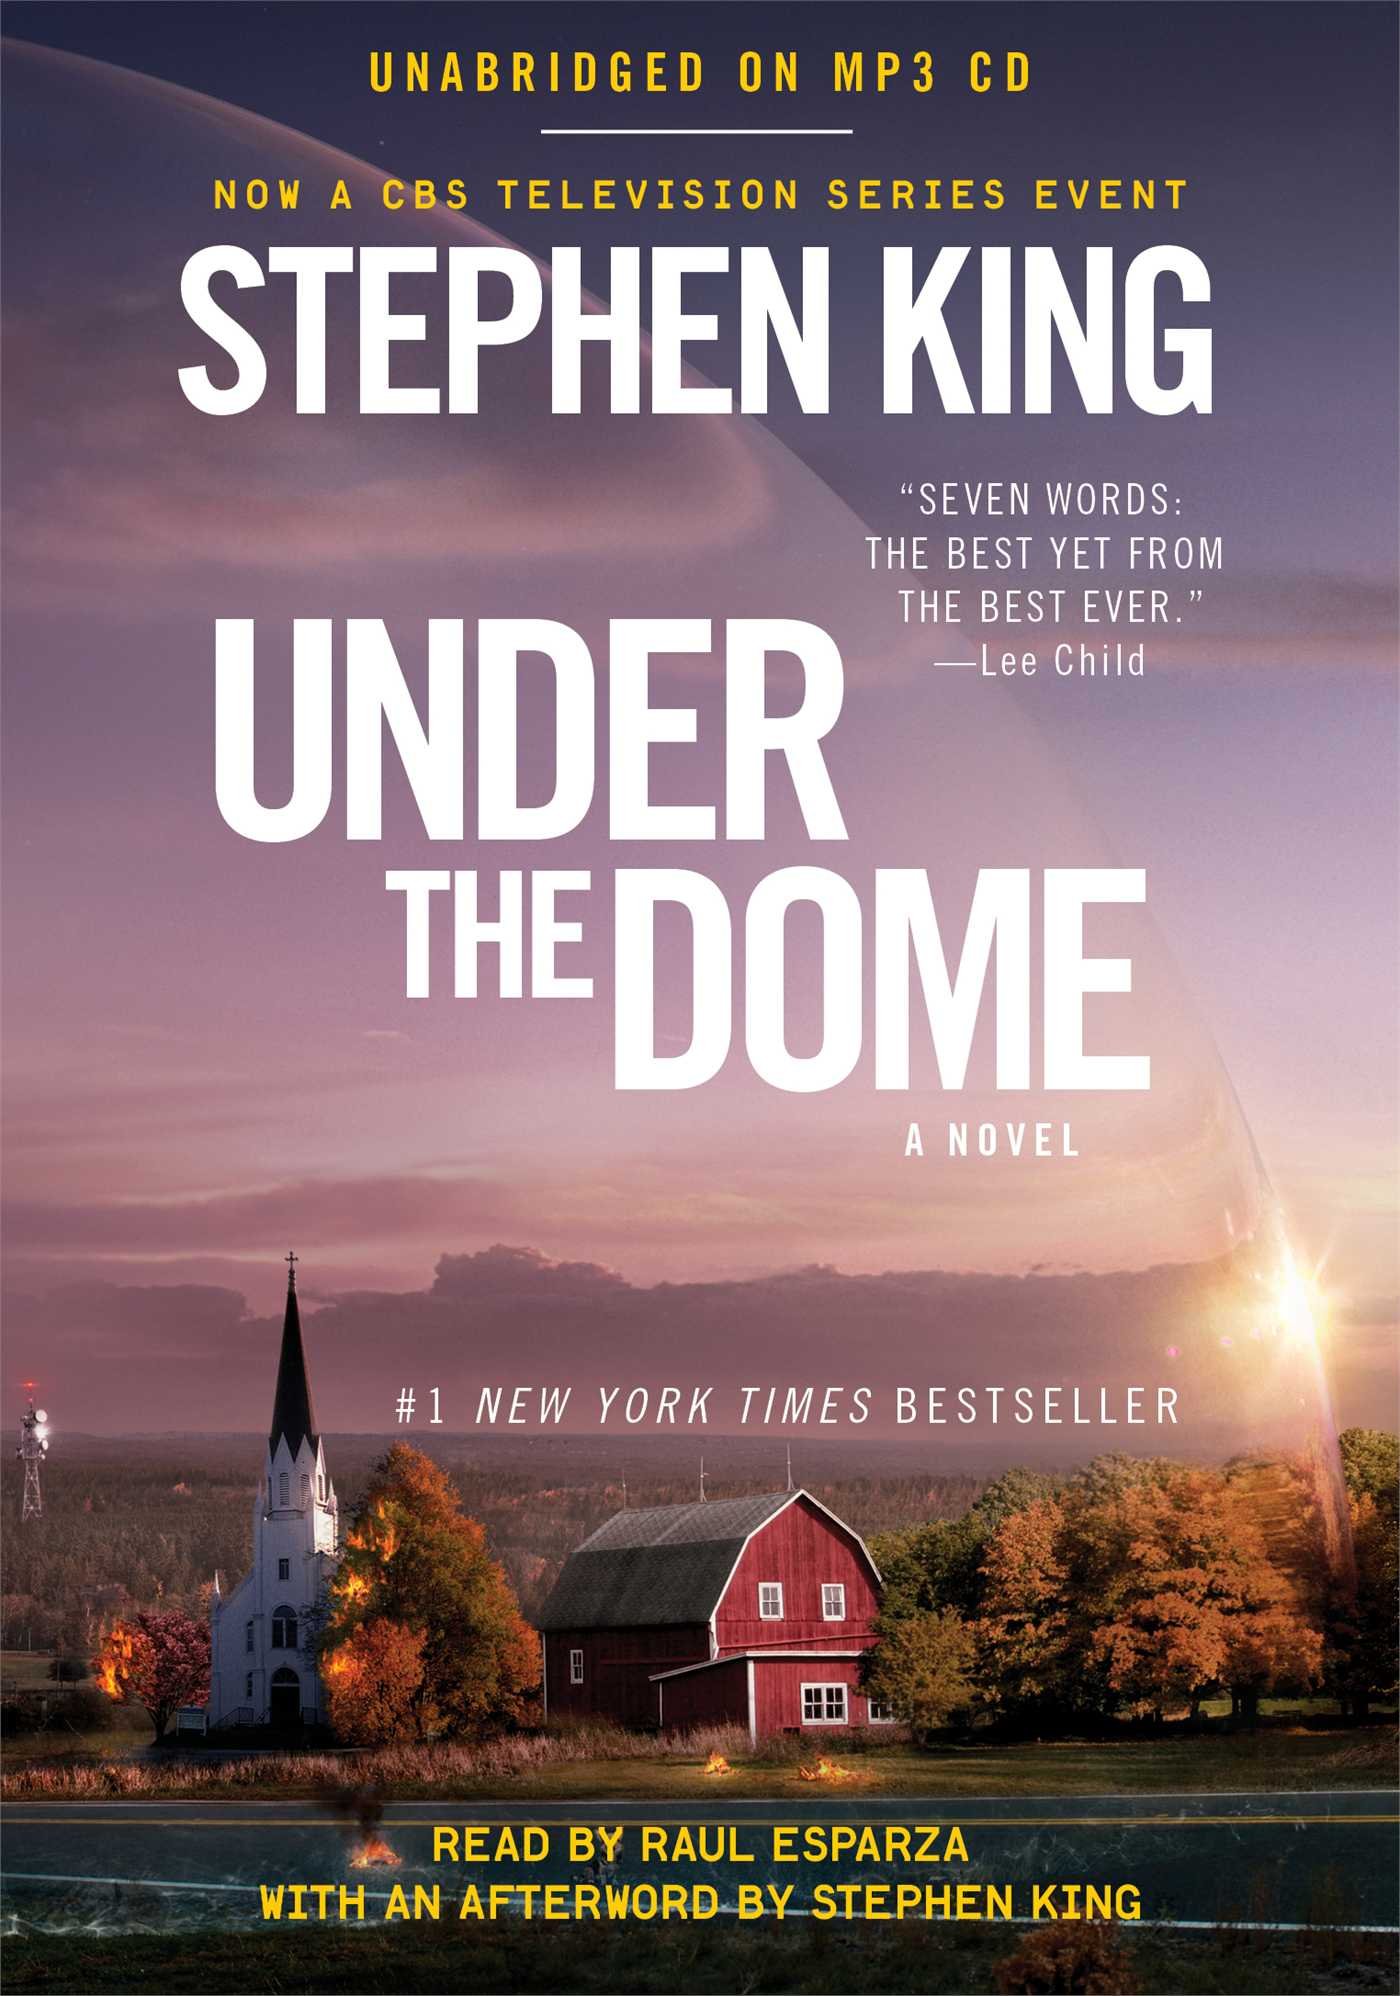 UNABRIDGED ON MP3 CD
NOW A CBS TELEVISION SERIES EVENT
STEPHEN KING
“SEVEN WORDS:
THE BEST YET FROM
THE BEST EVER.”
—Lee Child
UNDER
THE DOME
A NOVEL
#1 NEW YORK TIMES BESTSELLER
READ BY RAUL ESPARZA
WITH AN AFTERWORD BY STEPHEN KING